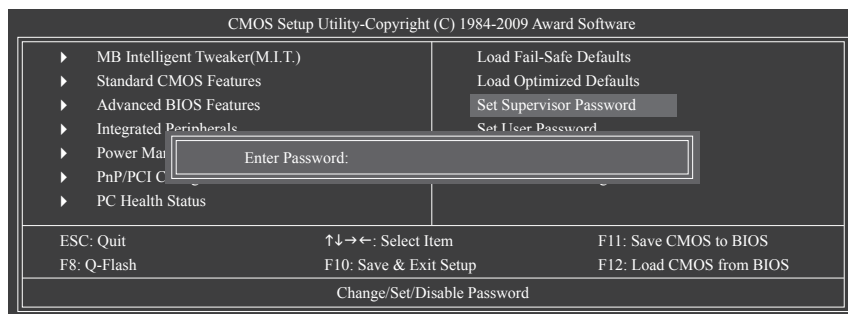 CMOS Setup Utility-Copyright (C) 1984-2009 Award Software
MB Intelligent Tweaker(M.I.T.)
Standard CMOS Features
Advanced BIOS Features
Integrated Peripherals
Power
PnP/PCI
PC Health Status
Load Fail-Safe Defaults
Load Optimized Defaults
Set Supervisor Password
Set User Password
Enter Password:
ESC: Quit ↑↓→←: Select Item F11: Save CMOS to BIOS
F8: Q-Flash F10: Save & Exit Setup F12: Load CMOS from BIOS
Change/Set/Disable Password